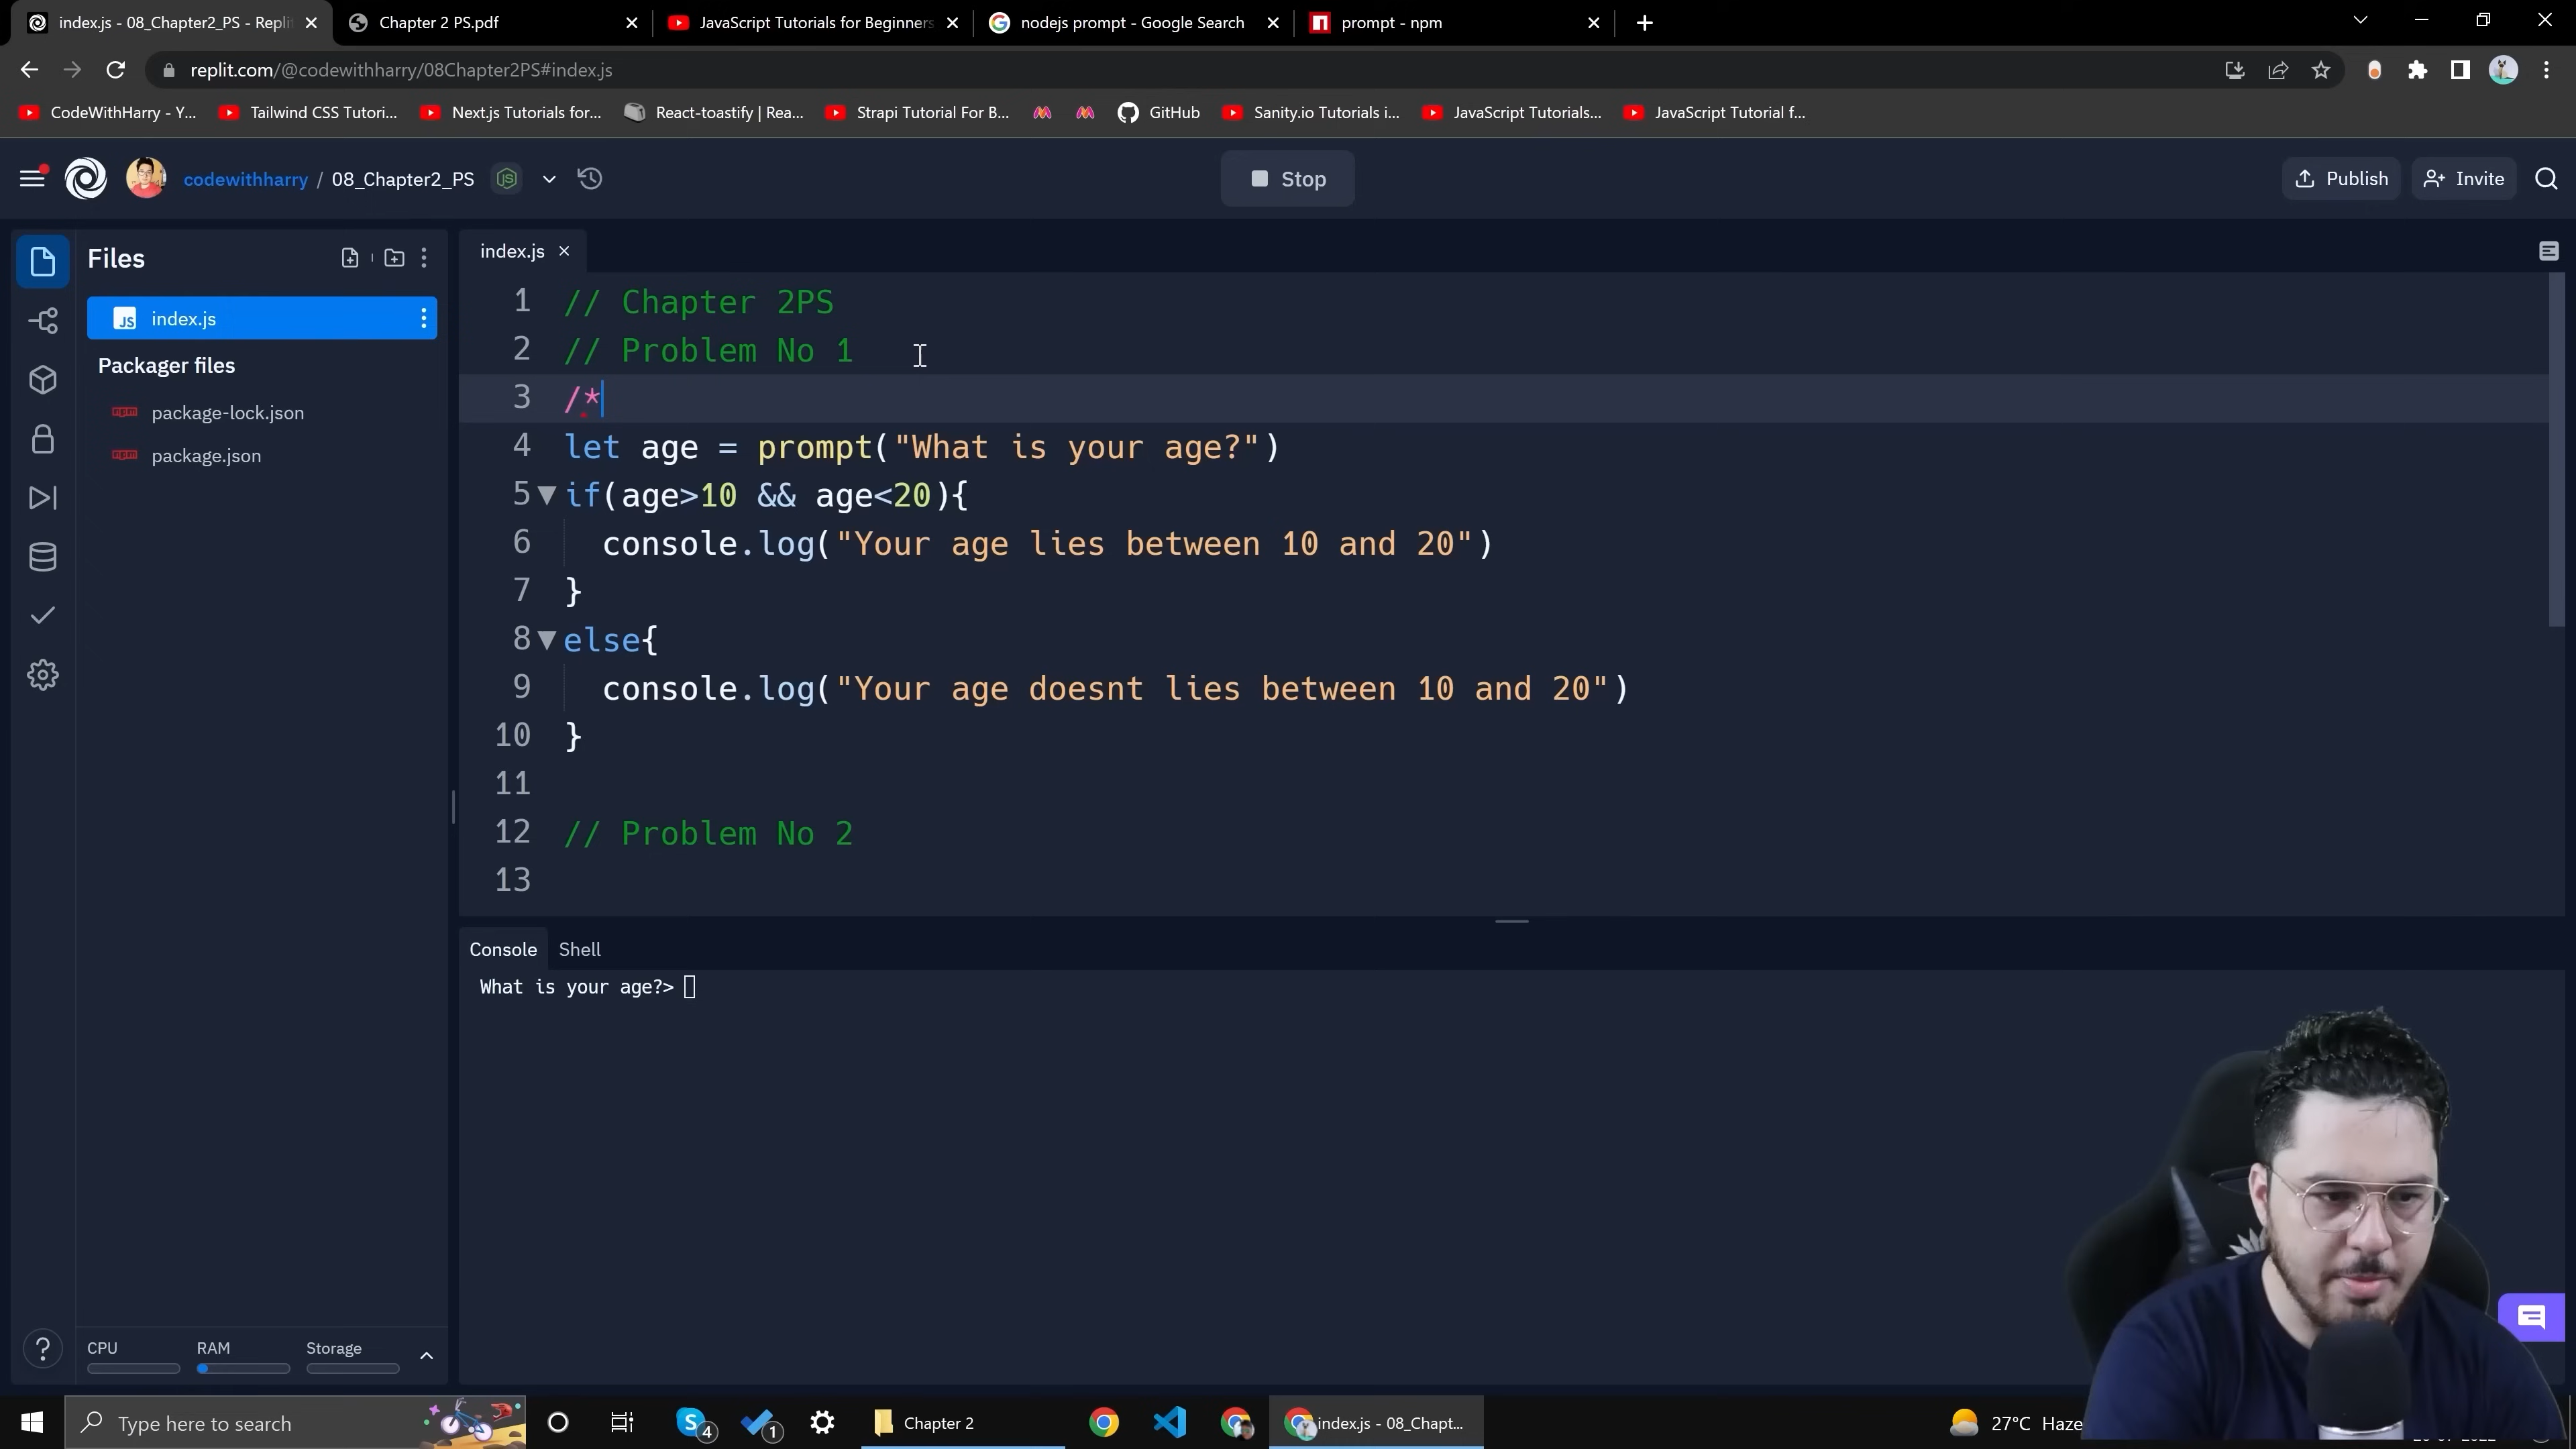 index.js - 08_Chapter2_PS - Repli
Chapter 2 PS.pdf
JavaScript Tutorials for Beginners
nodejs prompt - Google Search
prompt - npm
replit.com/@codewithharry/08Chapter2PS#index.js
CodeWithHarry - Y...
Tailwind CSS Tutori...
Next.js Tutorials for...
React-toastify | Rea...
Strapi Tutorial For B...
GitHub
Sanity.io Tutorials i...
JavaScript Tutorials...
JavaScript Tutorial f...
codewithharry / 08_Chapter2_PS
Stop
Publish
Invite
Files
index.js
JS index.js
Packager files
package-lock.json
package.json
1 // Chapter 2PS
2 // Problem No 1
3 /*
4 let age = prompt("What is your age?")
5 if(age>10 && age<20){
6 console.log("Your age lies between 10 and 20")
7 }
8 else{
9 console.log("Your age doesnt lies between 10 and 20")
10 }
11
12 // Problem No 2
13
Console
Shell
What is your age?>
CPU
RAM
Storage
Type here to search
4
1
Chapter 2
index.js - 08_Chapt...
27°C Haze